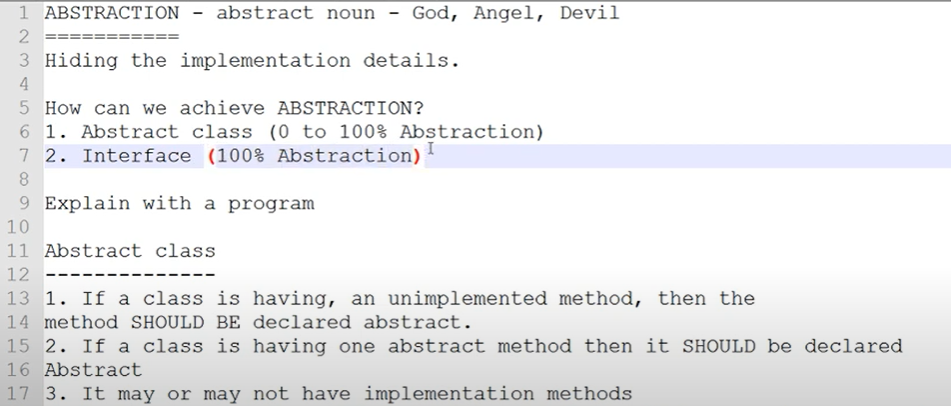 1 ABSTRACTION - abstract noun - God, Angel, Devil
2 ===========
3 Hiding the implementation details.
4
5 How can we achieve ABSTRACTION?
6 1. Abstract class (0 to 100% Abstraction)
7 2. Interface (100% Abstraction)
8
9 Explain with a program
10
11 Abstract class
12 --------------
13 1. If a class is having, an unimplemented method, then the
14 method SHOULD BE declared abstract.
15 2. If a class is having one abstract method then it SHOULD be declared
16 Abstract
17 3. It may or may not have implementation methods